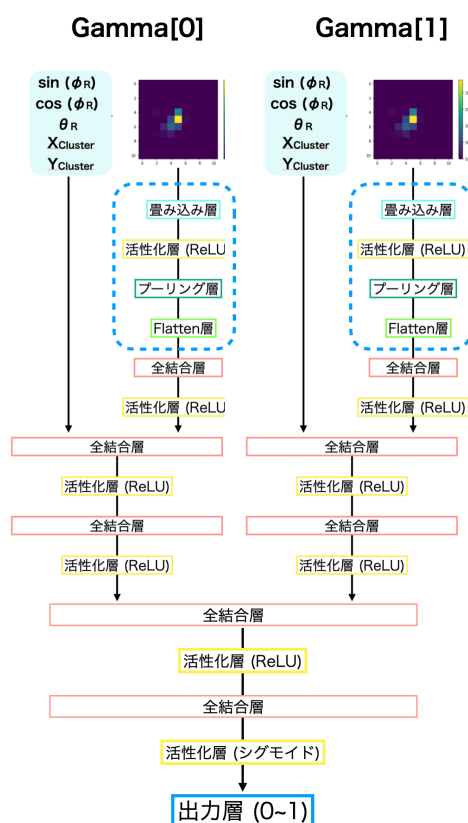 Gamma[0]
Gamma[1]
sin (φR)
cos (φR)
θR
XCluster
YCluster
sin (φR)
cos (φR)
θR
XCluster
YCluster
畳み込み層
活性化層 (ReLU
プーリング層
Flatten層
全結合層
活性化層 (ReLU
畳み込み層
活性化層 (ReLU)
プーリング層
Flatten層
全結合層
活性化層 (ReLU)
全結合層
活性化層 (ReLU)
全結合層
活性化層 (ReLU)
全結合層
活性化層 (ReLU)
全結合層
活性化層 (ReLU)
全結合層
活性化層 (ReLU)
全結合層
活性化層 (シグモイド)
出力層 (0~1)